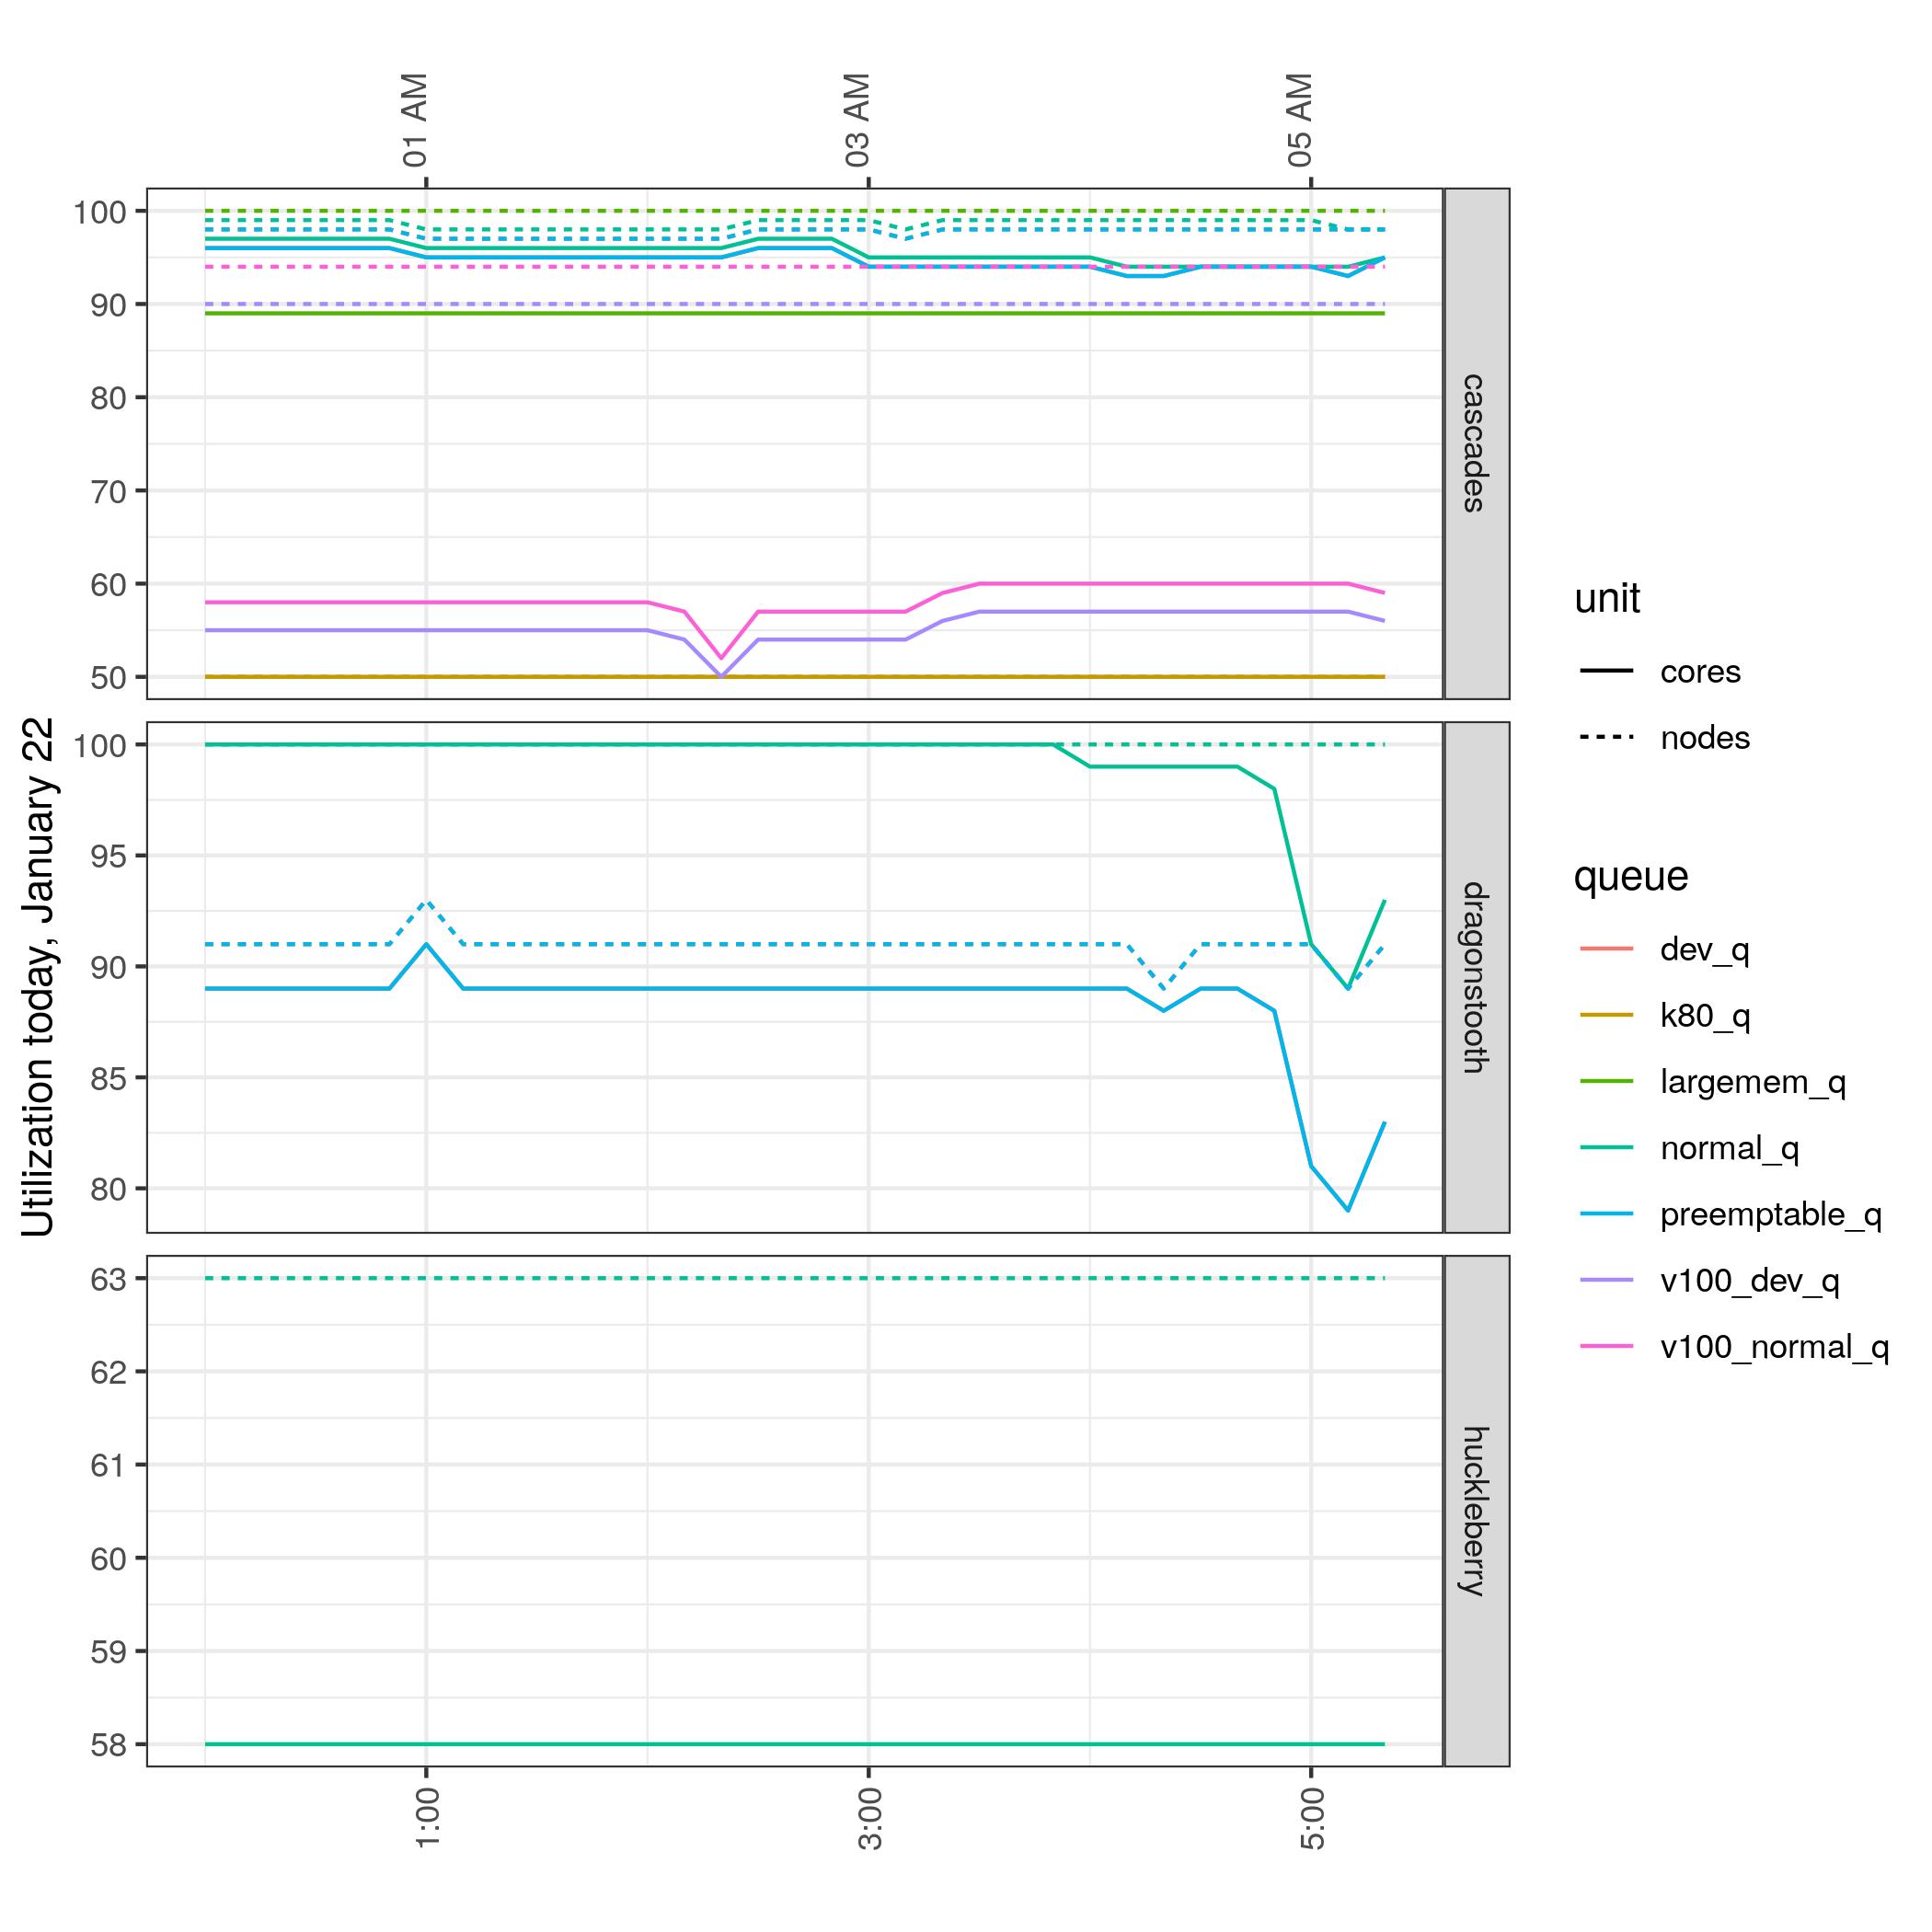 01 AM
03 AM
05 AM
Utilization today, January 22
100
90
80
70
60
50
cascades
100
95
90
85
80
dragonstooth
63
62
61
60
59
58
huckleberry
1:00
3:00
5:00
unit
cores
nodes
queue
dev_q
k80_q
largemem_q
normal_q
preemptable_q
v100_dev_q
v100_normal_q